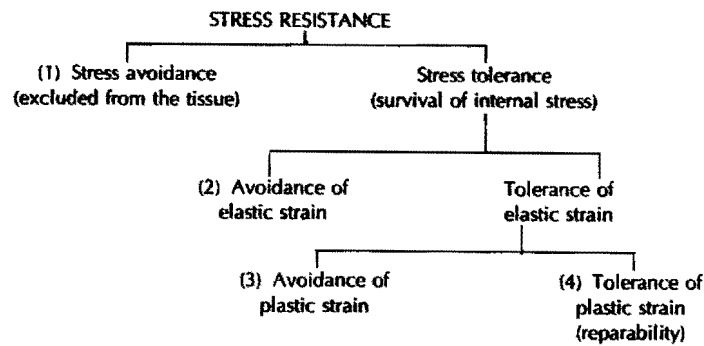 STRESS RESISTANCE
(1) Stress avoidance
(excluded from the tissue)
Stress tolerance
(survival of internal stress)
(2) Avoidance of
elastic strain
Tolerance of
elastic strain
(3) Avoidance of
plastic strain
(4) Tolerance of
plastic strain
(reparability)